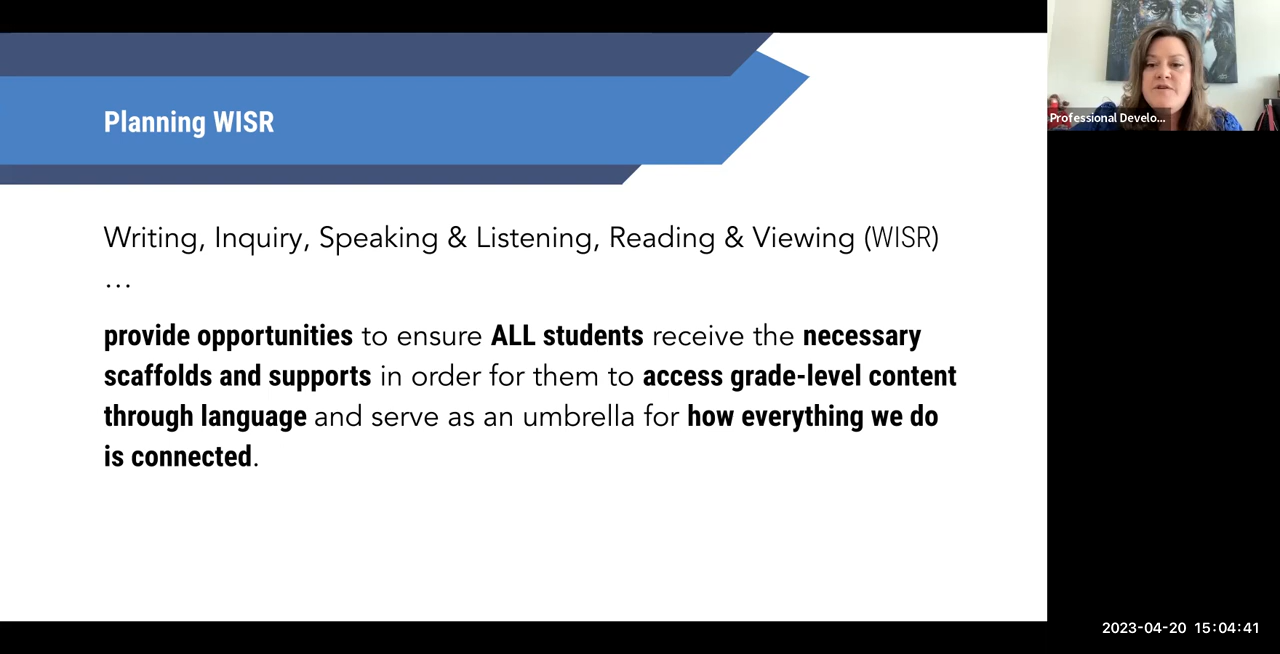 Planning WISR
Professional Develo...
Writing, Inquiry, Speaking & Listening, Reading & Viewing (WISR)
…
provide opportunities to ensure ALL students receive the necessary
scaffolds and supports in order for them to access grade-level content
through language and serve as an umbrella for how everything we do
is connected.
2023-04-20 15:04:41